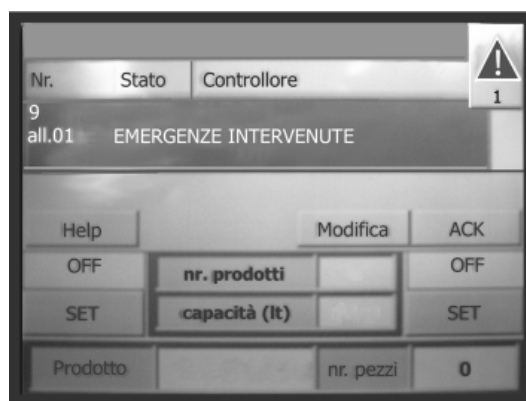 Nr. Stato Controllore
1
9
all.01 EMERGENZE INTERVENUTE
Help Modifica ACK
OFF nr. prodotti OFF
SET capacità (lt) SET
Prodotto nr. pezzi 0